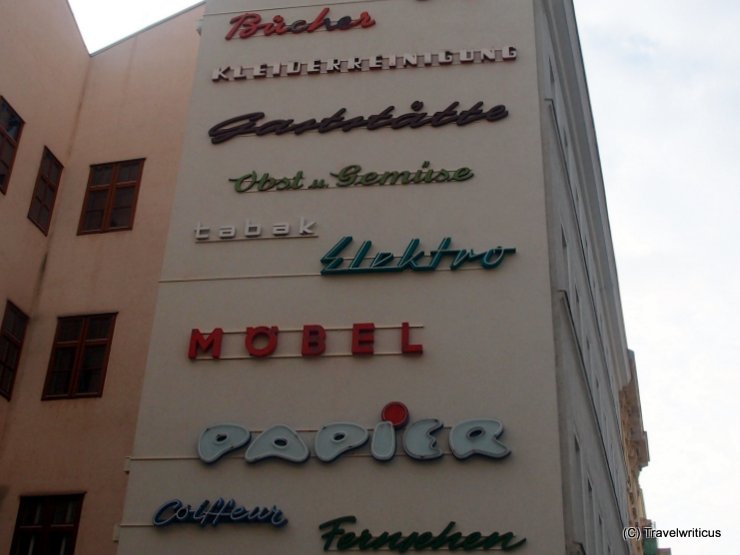 Bücher
KLEIDERREINIGUNG
Gaststätte
Obst u. Gemüse
tabak
Elektro
MÖBEL
PAPIER
Coiffeur
Fernsehen
(C) Travelwriticus